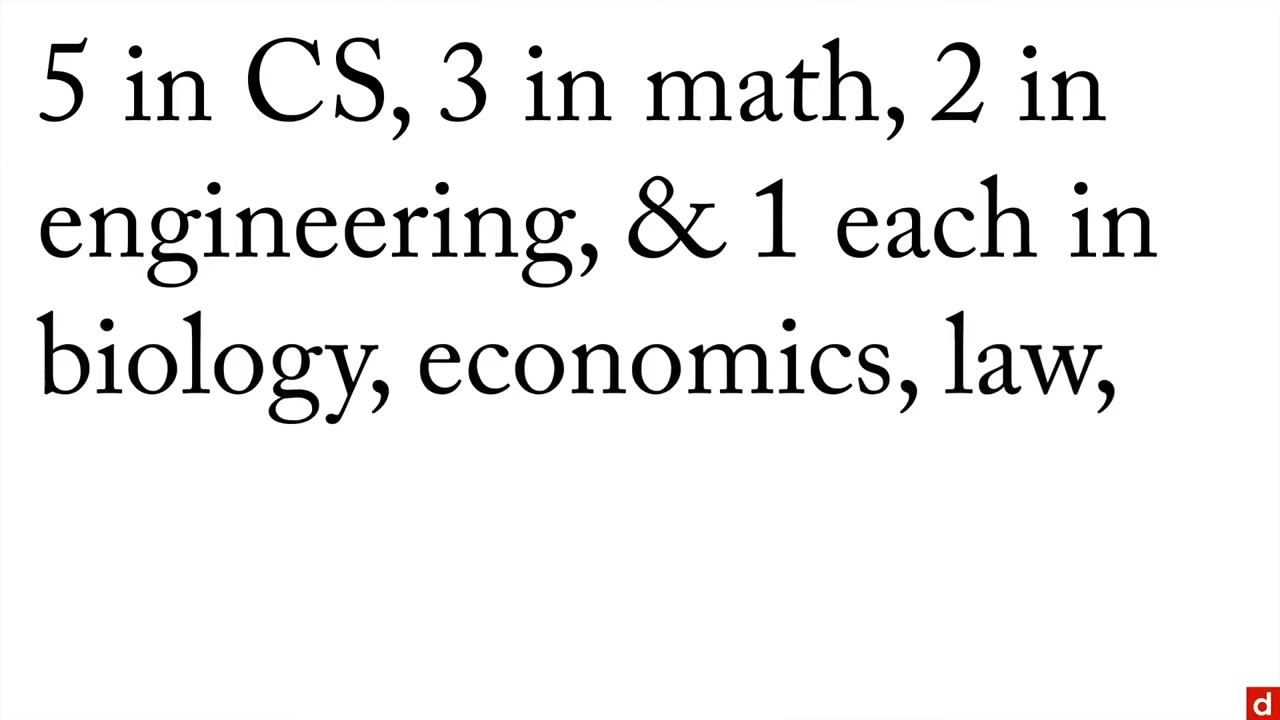 5 in CS, 3 in math, 2 in
engineering, & 1 each in
biology, economics, law,
d